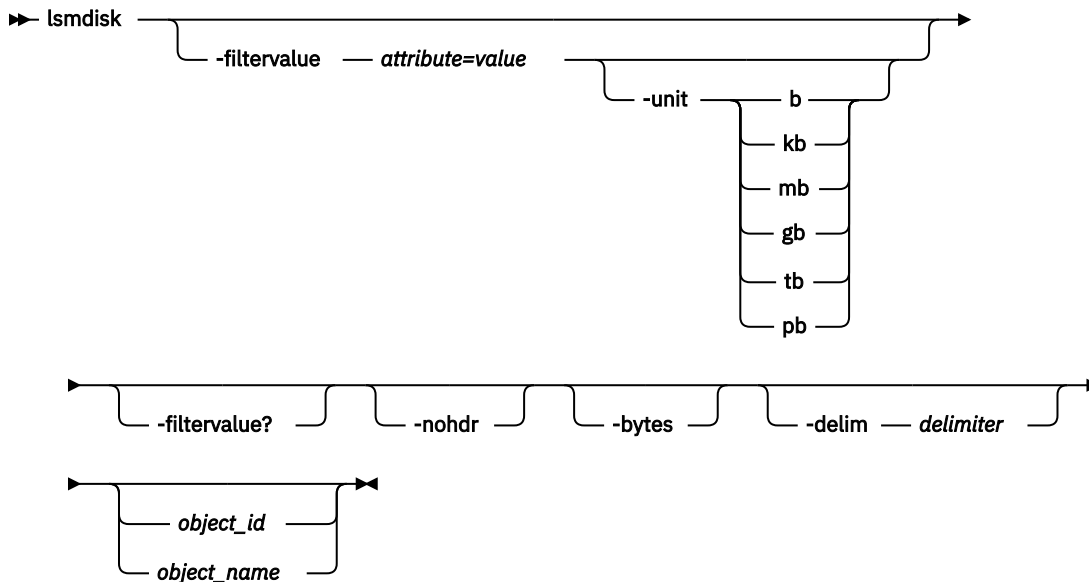 lsmdisk
-filtervalue attribute=value
-unit b
kb
mb
gb
tb
pb
-filtervalue? -nohdr -bytes -delim delimiter
object_id
object_name